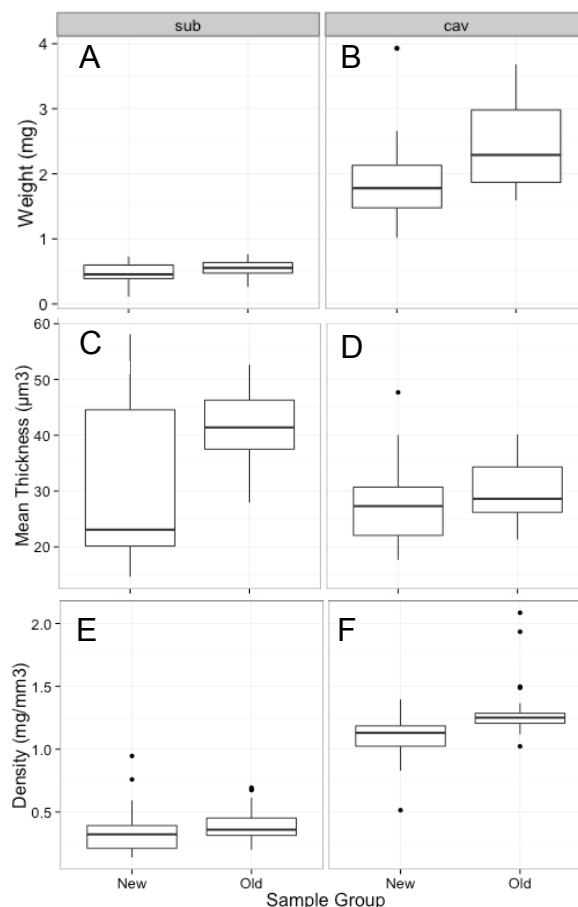 sub cav
A B
4
3
2
1
0
Weight (mg)
C D
60
50
40
30
20
Mean Thickness (µm3)
E F
2.0
1.5
1.0
0.5
Density (mg/mm3)
New Old New Old
Sample Group